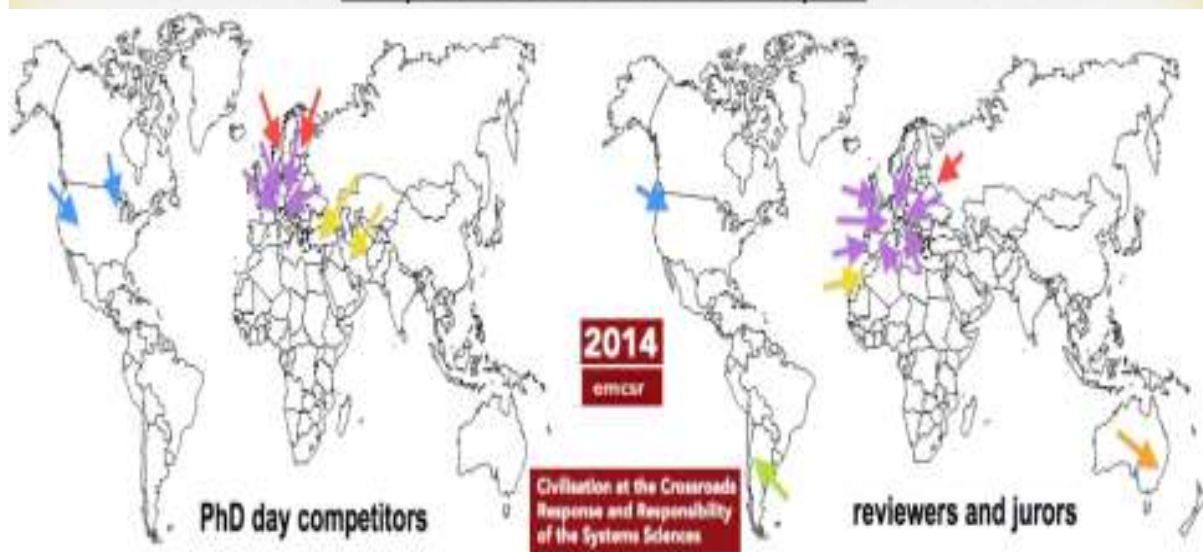 2014
emcsr
PhD day competitors
Civilisation at the Crossroads
Response and Responsibility
of the Systems Sciences
reviewers and jurors